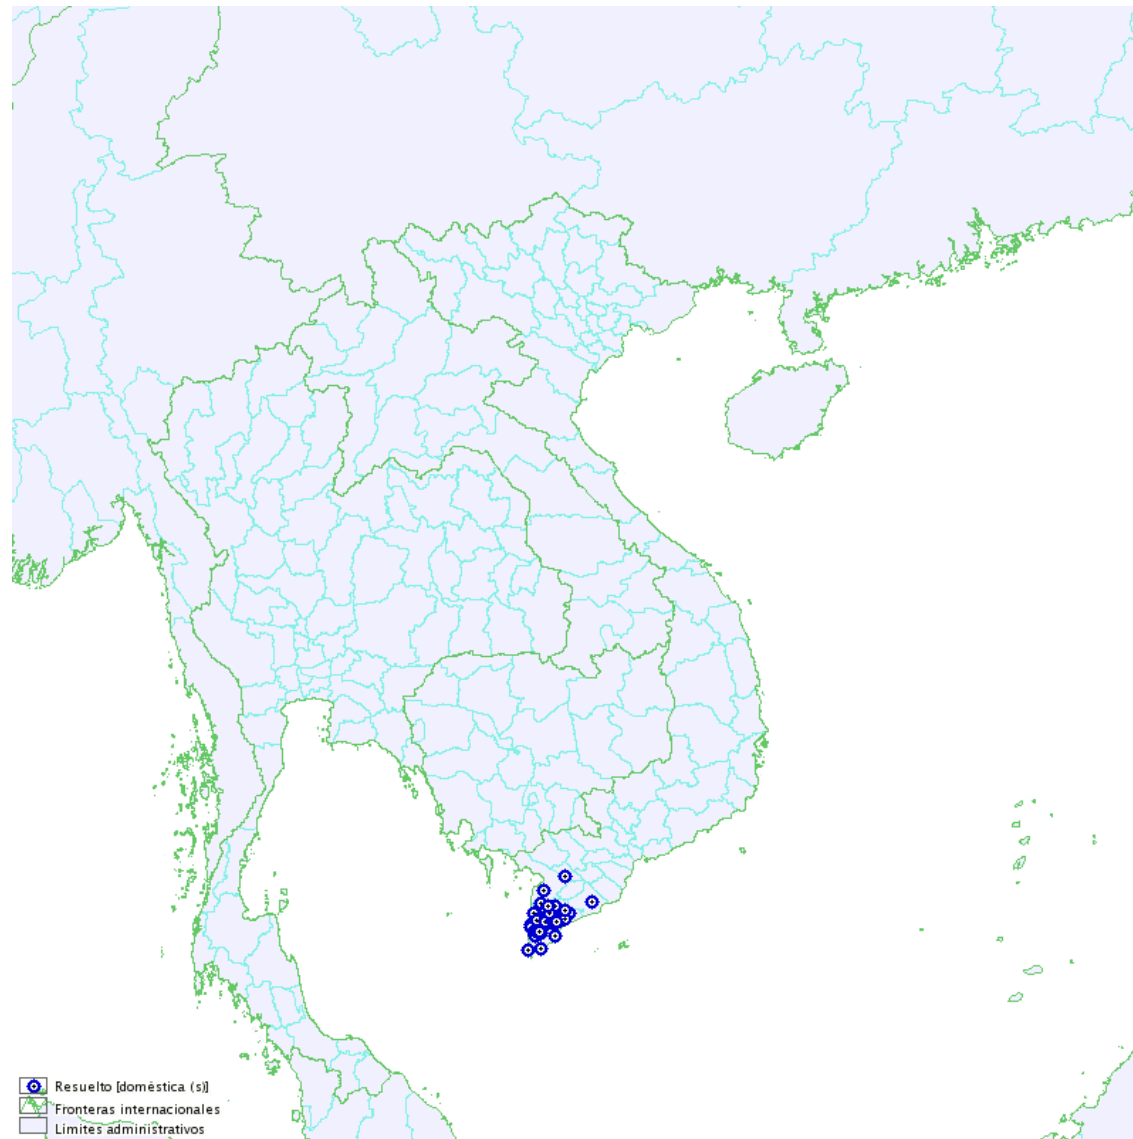 Resuelto [doméstica (s)]
Fronteras internacionales
Límites administrativos